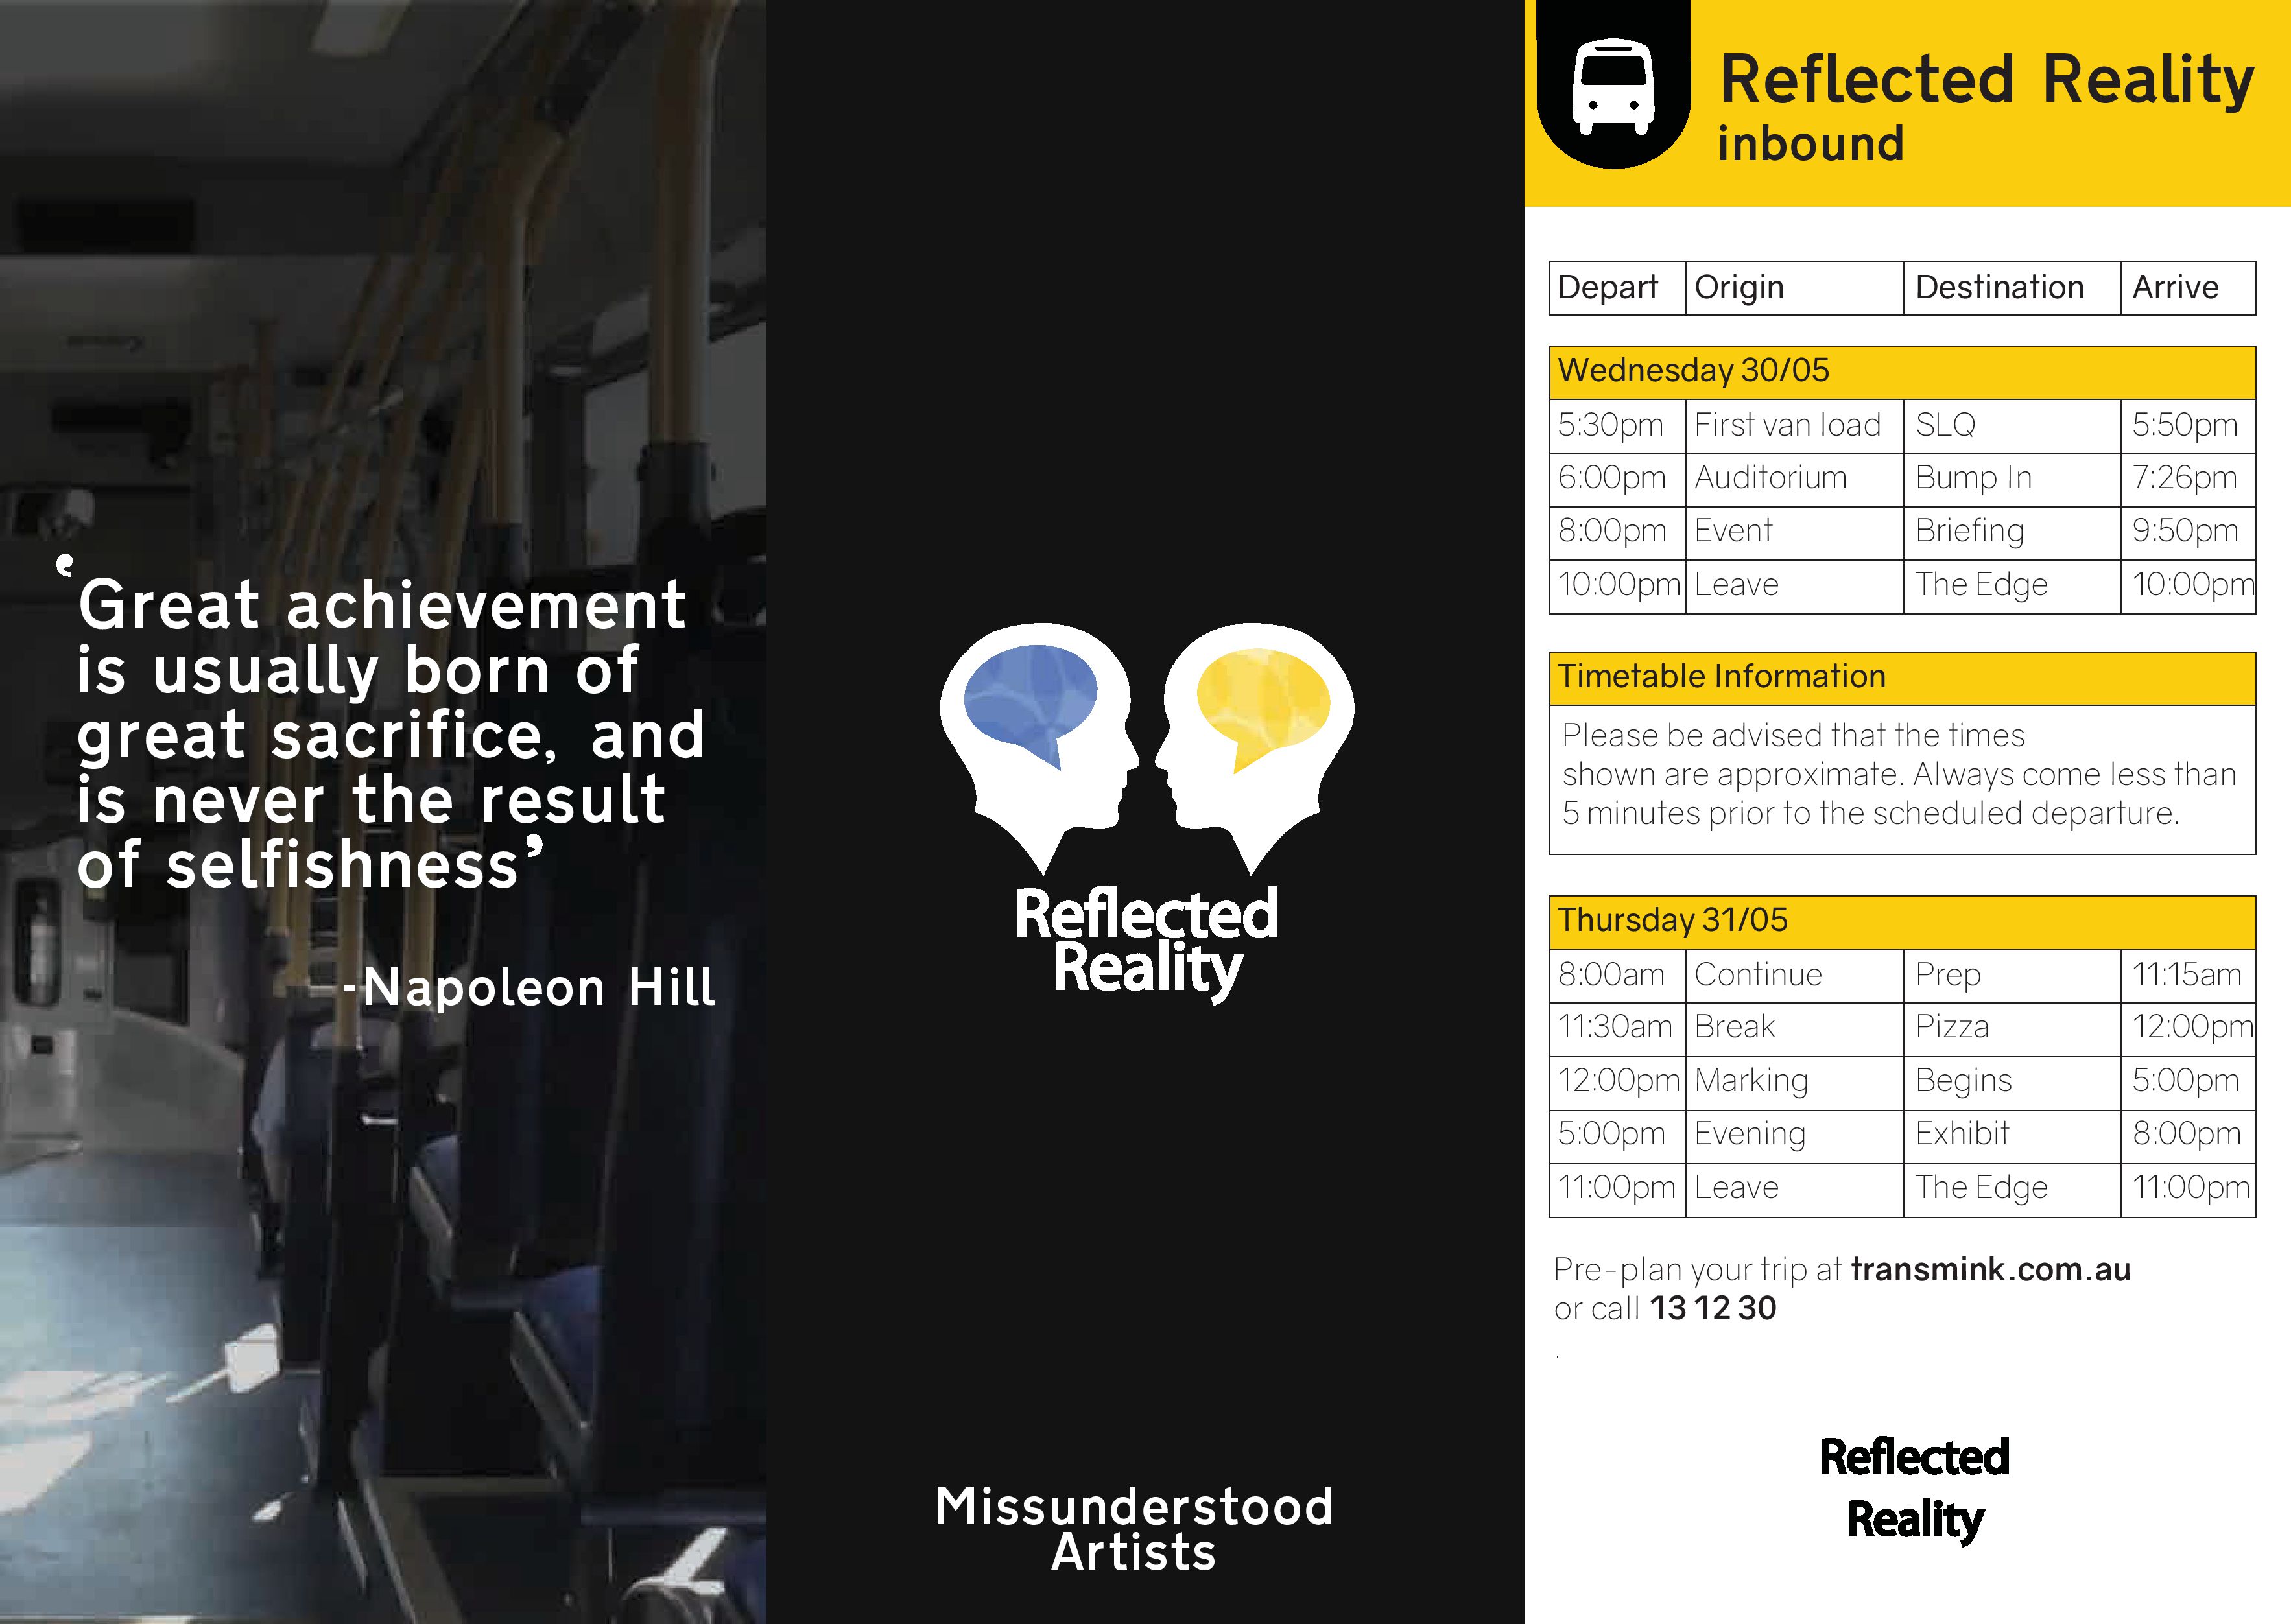 ‘Great achievement
is usually born of
great sacrifice, and
is never the result
of selfishness’
-Napoleon Hill
Reflected
Reality
Missunderstood
Artists
Reflected Reality
inbound
Depart Origin Destination Arrive
Wednesday 30/05
5:30pm First van load SLQ 5:50pm
6:00pm Auditorium Bump In 7:26pm
8:00pm Event Briefing 9:50pm
10:00pm Leave The Edge 10:00pm
Timetable Information
Please be advised that the times
shown are approximate. Always come less than
5 minutes prior to the scheduled departure.
Thursday 31/05
8:00am Continue Prep 11:15am
11:30am Break Pizza 12:00pm
12:00pm Marking Begins 5:00pm
5:00pm Evening Exhibit 8:00pm
11:00pm Leave The Edge 11:00pm
Pre-plan your trip at transmink.com.au
or call 13 12 30
.
Reflected
Reality